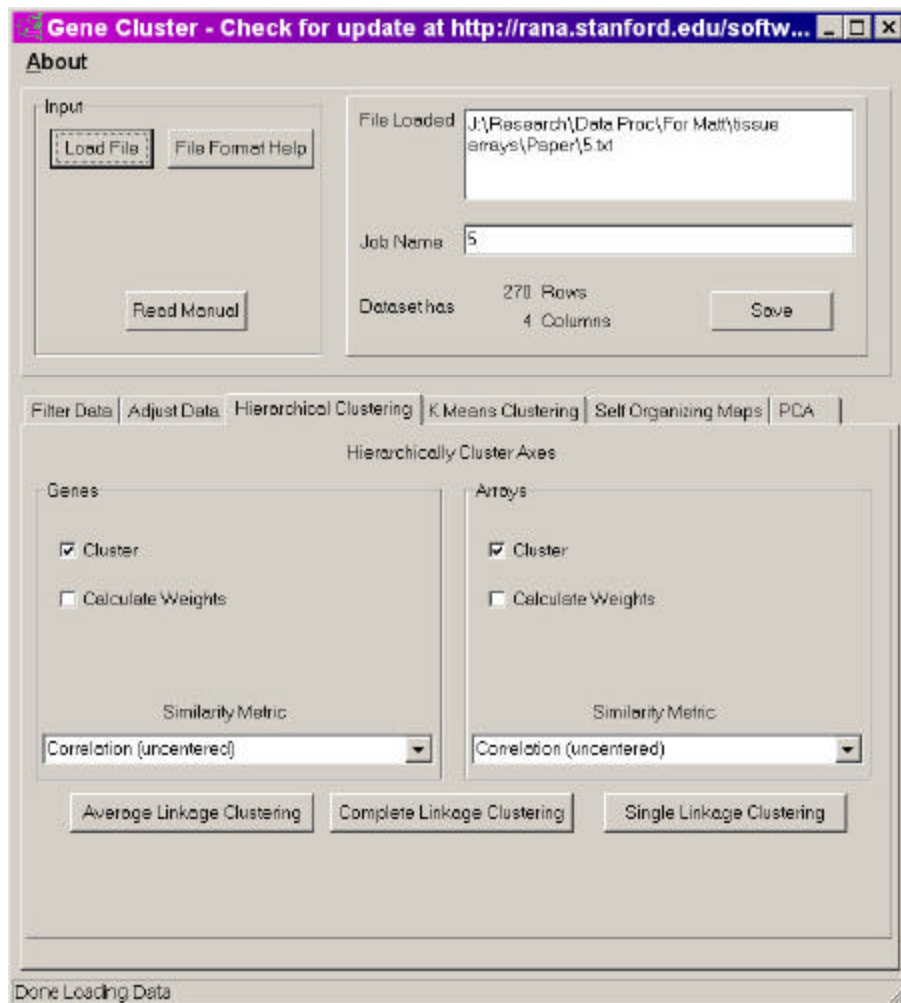 Gene Cluster - Check for update at http://rana.stanford.edu/softw...
About
Input
Load File
File Format Help
Read Manual
File Loaded
J:\Research\Data Proc\For Matt\tissue
arrays\Paper\5.txt
Job Name
5
Dataset has
270 Rows
4 Columns
Save
Filter Data
Adjust Data
Hierarchical Clustering
K Means Clustering
Self Organizing Maps
PCA
Hierarchically Cluster Axes
Genes
Cluster
Calculate Weights
Similarity Metric
Correlation (uncentered)
Arrays
Cluster
Calculate Weights
Similarity Metric
Correlation (uncentered)
Average Linkage Clustering
Complete Linkage Clustering
Single Linkage Clustering
Done Loading Data